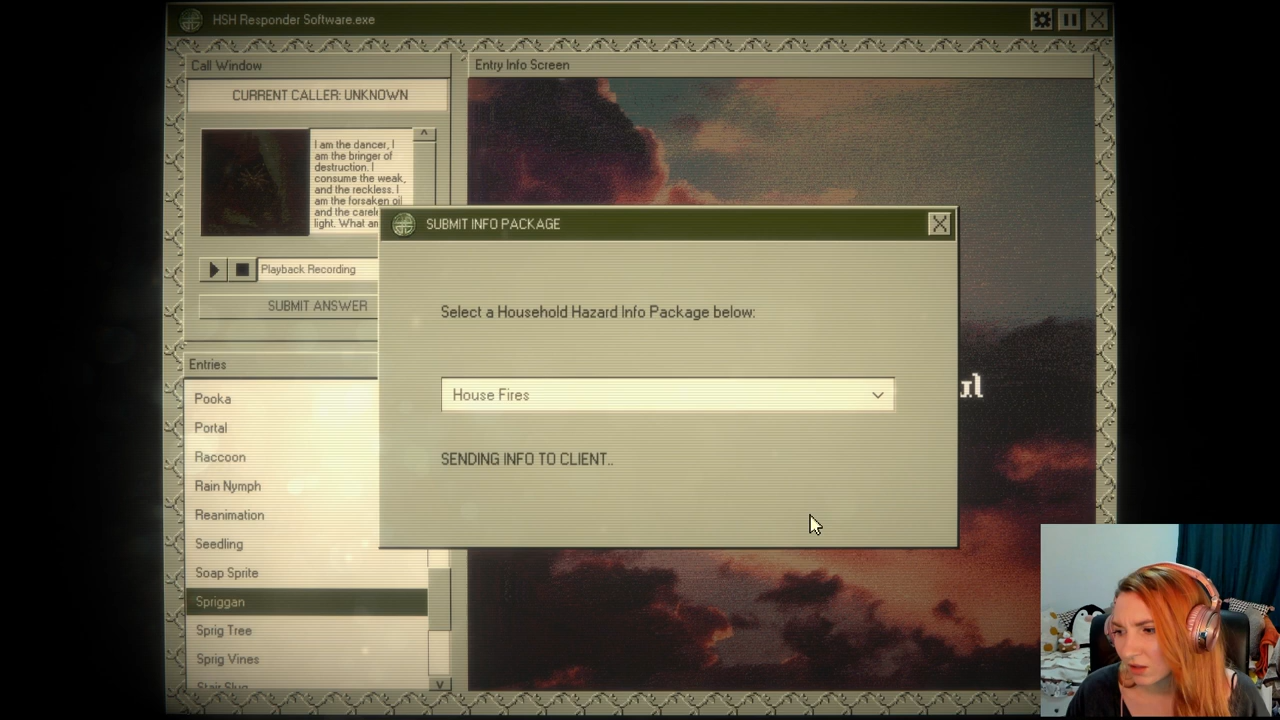 HSH Responder Software.exe
Call Window
Entry Info Screen
CURRENT CALLER: UNKNOWN
I am the dancer, I
am the bringer of
destruction. I
consume the weak,
and the reckless. I
am the forsaken oil
and the
light. What
SUBMIT INFO PACKAGE
Playback Recording
SUBMIT ANSWER
Select a Household Hazard Info Package below:
House Fires
SENDING INFO TO CLIENT..
Entries
Pooka
Portal
Raccoon
Rain Nymph
Reanimation
Seedling
Soap Sprite
Spriggan
Sprig Tree
Sprig Vines
Stair Slug